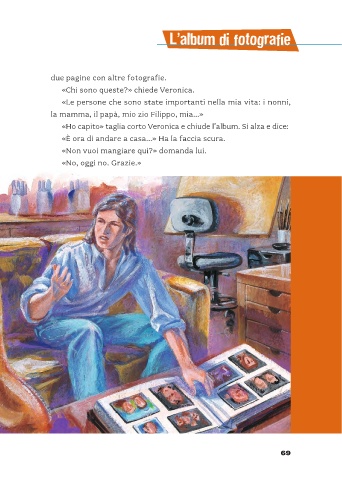 L'album di fotografie
due pagine con altre fotografie.
«Chi sono queste?» chiede Veronica.
«Le persone che sono state importanti nella mia vita: i nonni,
la mamma, il papà, mio zio Filippo, mia...»
«Ho capito» taglia corto Veronica e chiude l'album. Si alza e dice:
«È ora di andare a casa...» Ha la faccia scura.
«Non vuoi mangiare qui?» domanda lui.
«No, oggi no. Grazie.»
69